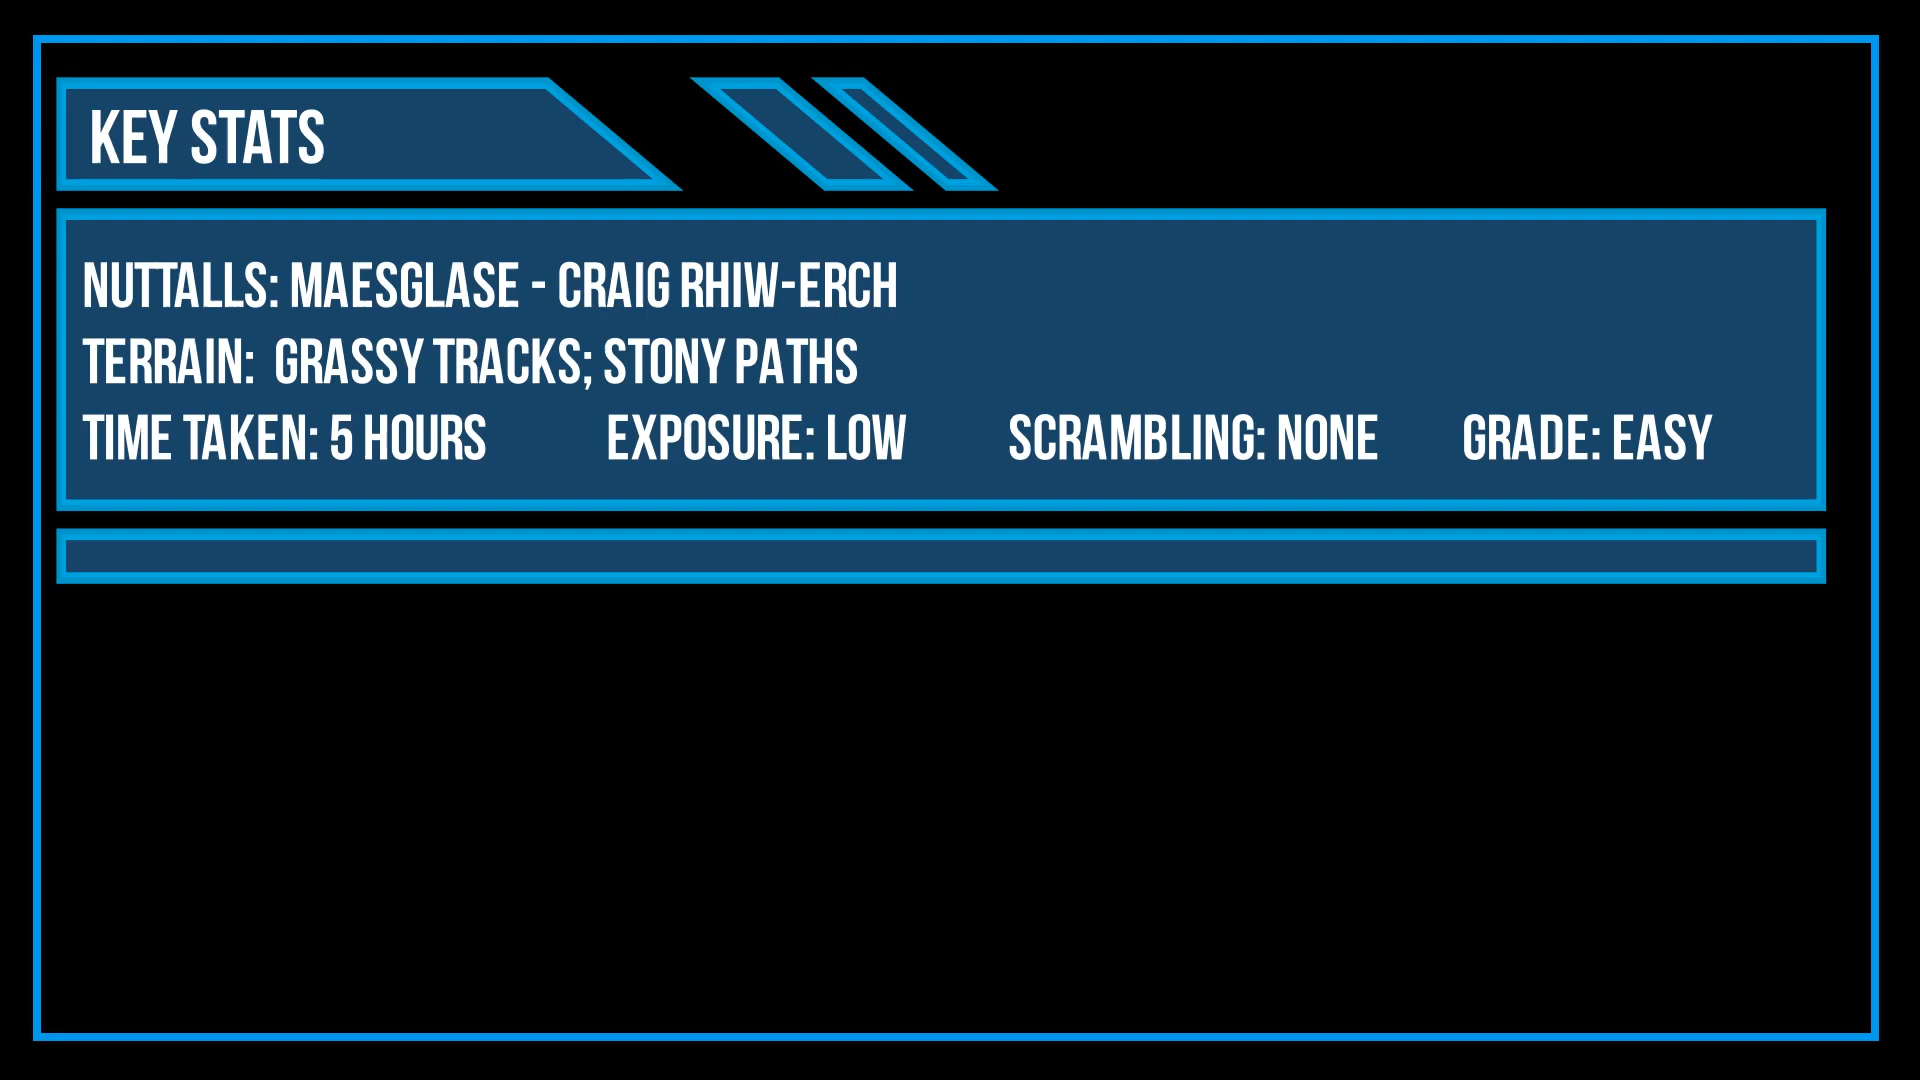 KEY STATS
NUTTALLS: MAESGLASE - CRAIG RHIW-ERCH
TERRAIN: GRASSY TRACKS; STONY PATHS
TIME TAKEN: 5 HOURS EXPOSURE: LOW SCRAMBLING: NONE GRADE: EASY